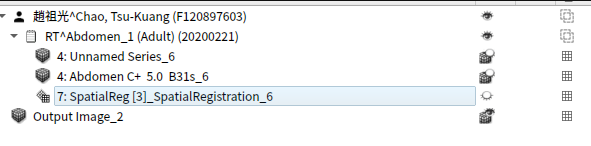 趙祖光^Chao, Tsu-Kuang (F120897603)
RT^Abdomen_1 (Adult) (20200221)
4: Unnamed Series_6
4: Abdomen C+  5.0  B31s_6
7: SpatialReg [3]_SpatialRegistration_6
Output Image_2